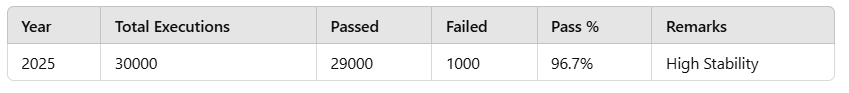 Year Total Executions Passed Failed Pass % Remarks
2025 30000 29000 1000 96.7% High Stability